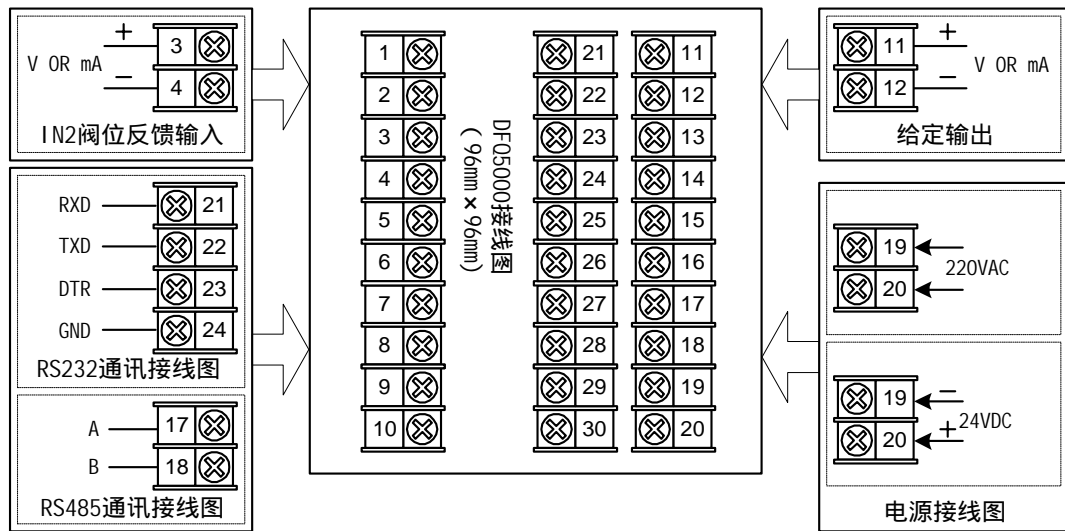 +
3
V OR mA
−
4
IN2阀位反馈输入
RXD
21
TXD
22
DTR
23
GND
24
RS232通讯接线图
A
17
B
18
RS485通讯接线图
1
2
3
4
5
6
7
8
9
10
DFQ5000接线图
(96mm×96mm)
21
22
23
24
25
26
27
28
29
30
11
12
13
14
15
16
17
18
19
20
11
+
V OR mA
12
−
给定输出
19
220VAC
20
19
−
24VDC
20
+
电源接线图